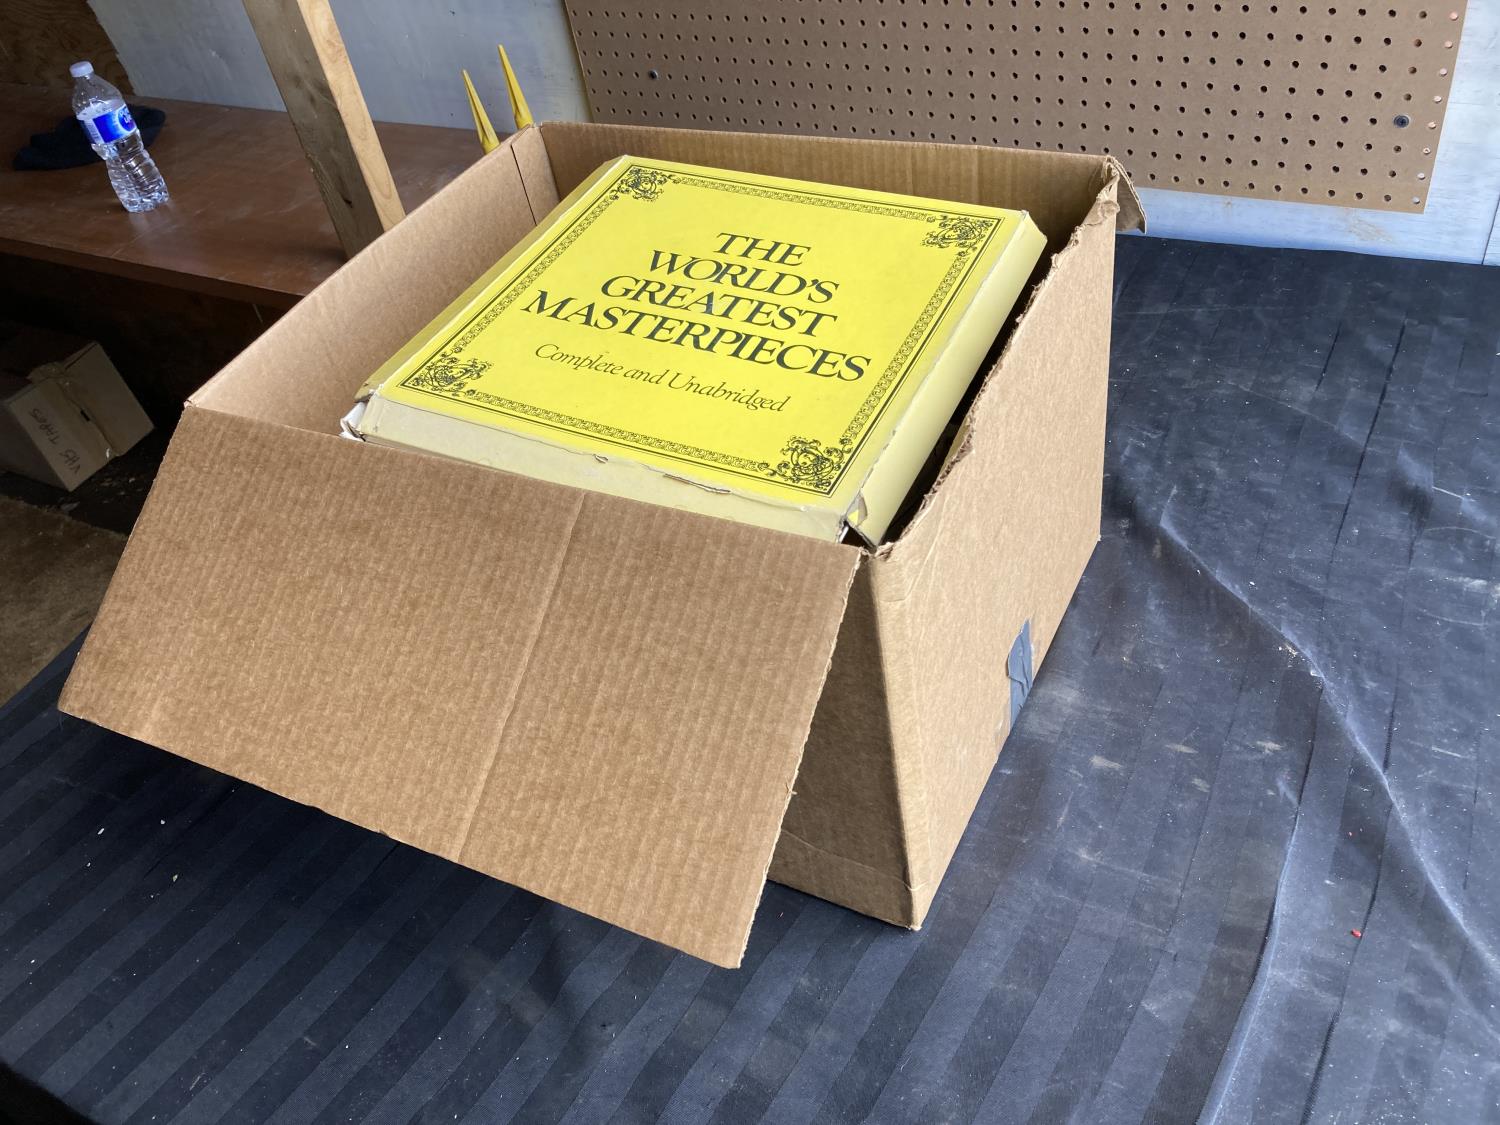 THE
WORLD'S
GREATEST
MASTERPIECES
Complete and Unabridged
VHS TAPES